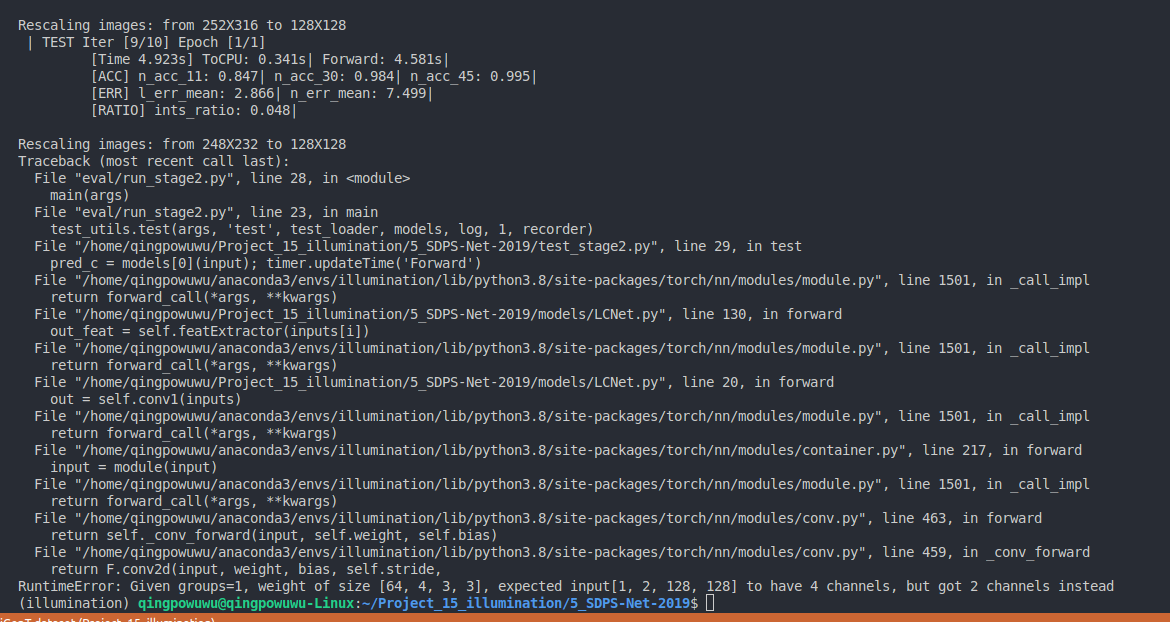 Rescaling images: from 252X316 to 128X128
| TEST Iter [9/10] Epoch [1/1]
[Time 4.923s] ToCPU: 0.341s| Forward: 4.581s|
[ACC] n_acc_11: 0.847| n_acc_30: 0.984| n_acc_45: 0.995|
[ERR] l_err_mean: 2.866| n_err_mean: 7.499|
[RATIO] ints_ratio: 0.048|
Rescaling images: from 248X232 to 128X128
Traceback (most recent call last):
File "eval/run_stage2.py", line 28, in <module>
main(args)
File "eval/run_stage2.py", line 23, in main
test_utils.test(args, 'test', test_loader, models, log, 1, recorder)
File "/home/qingpowuwu/Project_15_illumination/5_SDPS-Net-2019/test_stage2.py", line 29, in test
pred_c = models[0](input); timer.updateTime('Forward')
File "/home/qingpowuwu/anaconda3/envs/illumination/lib/python3.8/site-packages/torch/nn/modules/module.py", line 1501, in _call_impl
return forward_call(*args, **kwargs)
File "/home/qingpowuwu/Project_15_illumination/5_SDPS-Net-2019/models/LCNet.py", line 130, in forward
out_feat = self.featExtractor(inputs[i])
File "/home/qingpowuwu/anaconda3/envs/illumination/lib/python3.8/site-packages/torch/nn/modules/module.py", line 1501, in _call_impl
return forward_call(*args, **kwargs)
File "/home/qingpowuwu/Project_15_illumination/5_SDPS-Net-2019/models/LCNet.py", line 20, in forward
out = self.conv1(inputs)
File "/home/qingpowuwu/anaconda3/envs/illumination/lib/python3.8/site-packages/torch/nn/modules/module.py", line 1501, in _call_impl
return forward_call(*args, **kwargs)
File "/home/qingpowuwu/anaconda3/envs/illumination/lib/python3.8/site-packages/torch/nn/modules/container.py", line 217, in forward
input = module(input)
File "/home/qingpowuwu/anaconda3/envs/illumination/lib/python3.8/site-packages/torch/nn/modules/module.py", line 1501, in _call_impl
return forward_call(*args, **kwargs)
File "/home/qingpowuwu/anaconda3/envs/illumination/lib/python3.8/site-packages/torch/nn/modules/conv.py", line 463, in forward
return self._conv_forward(input, self.weight, self.bias)
File "/home/qingpowuwu/anaconda3/envs/illumination/lib/python3.8/site-packages/torch/nn/modules/conv.py", line 459, in _conv_forward
return F.conv2d(input, weight, bias, self.stride,
RuntimeError: Given groups=1, weight of size [64, 4, 3, 3], expected input[1, 2, 128, 128] to have 4 channels, but got 2 channels instead
(illumination) qingpowuwu@qingpowuwu-Linux:~/Project_15_illumination/5_SDPS-Net-2019$